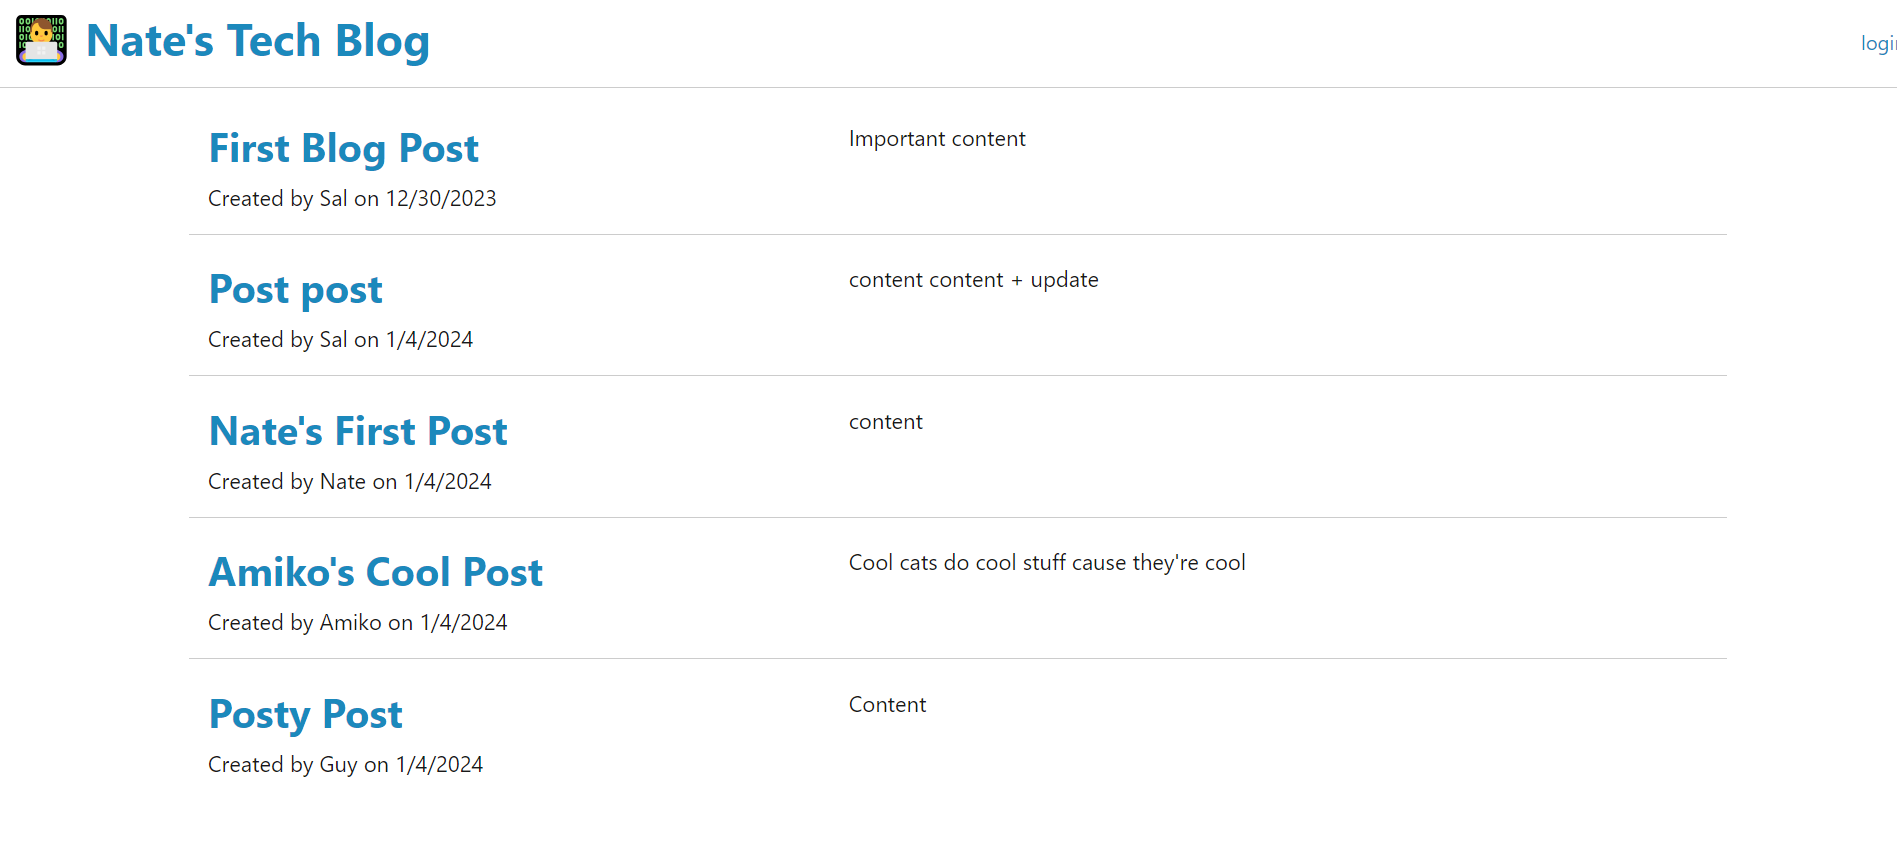 Nate's Tech Blog
First Blog Post
Important content
Created by Sal on 12/30/2023
Post post
content content + update
Created by Sal on 1/4/2024
Nate's First Post
content
Created by Nate on 1/4/2024
Amiko's Cool Post
Cool cats do cool stuff cause they're cool
Created by Amiko on 1/4/2024
Posty Post
Content
Created by Guy on 1/4/2024